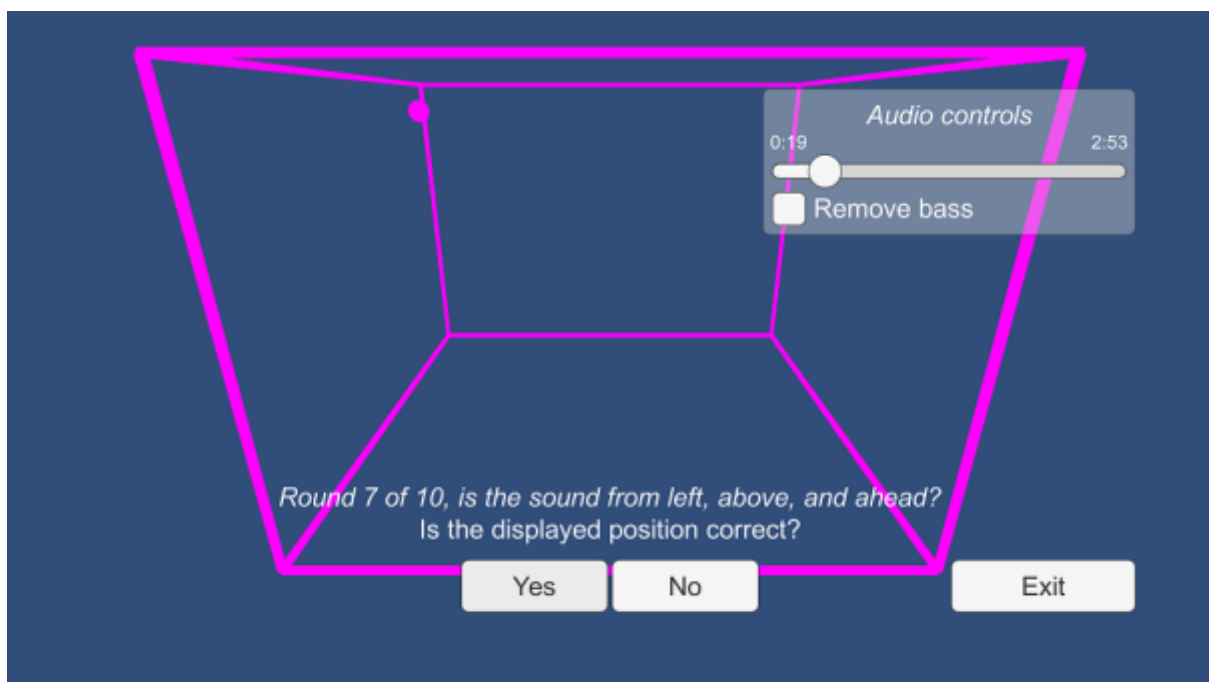 Audio controls
0:19 2:53
Remove bass
Round 7 of 10, is the sound from left, above, and ahead?
Is the displayed position correct?
Yes No Exit